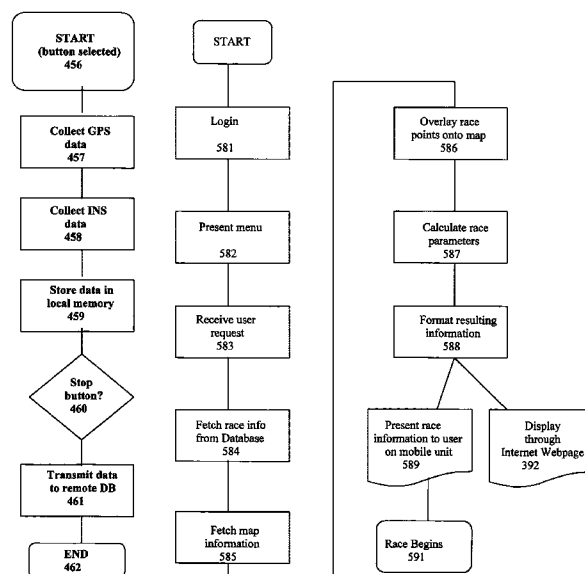 START
(button selected)
456
Collect GPS
data
457
Collect INS
data
458
Store data in
local memory
459
Stop
button?
460
Transmit data
to remote DB
461
END
462
START
Login
581
Present menu
582
Receive user
request
583
Fetch race info
from Database
584
Fetch map
information
585
Overlay race
points onto map
586
Calculate race
parameters
587
Format resulting
information
588
Present race
information to user
on mobile unit
589
Display
through
Internet Webpage
392
Race Begins
591